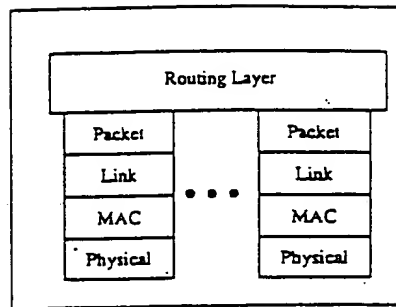 Routing Layer
Packet Packet
Link Link
MAC MAC
Physical Physical